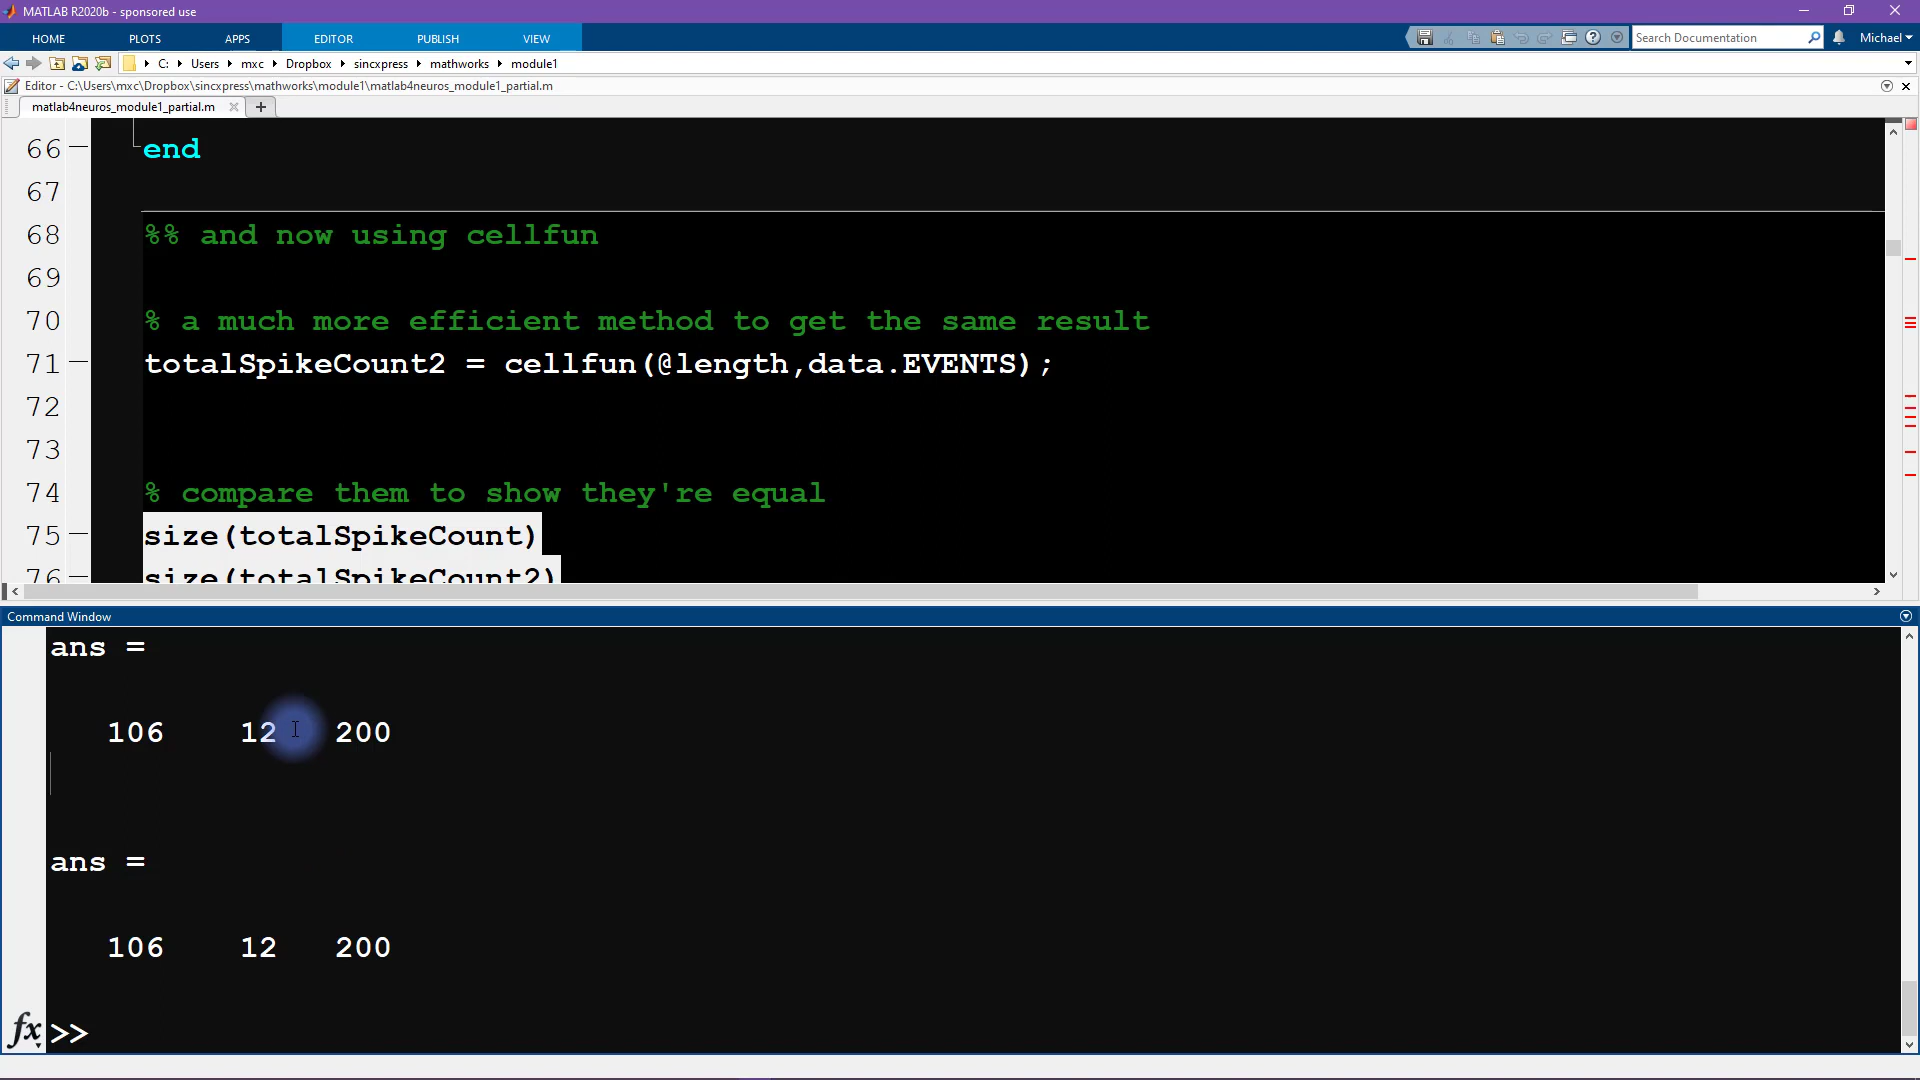 MATLAB R2020b - sponsored use
HOME PLOTS APPS EDITOR PUBLISH VIEW Search Documentation Michael
C: Users mxc Dropbox sincxpress mathworks module1
Editor - C:\Users\mxc\Dropbox\sincxpress\mathworks\module1\matlab4neuros_module1_partial.m
matlab4neuros_module1_partial.m
66 end
67
68 %% and now using cellfun
69
70 % a much more efficient method to get the same result
71 totalSpikeCount2 = cellfun(@length,data.EVENTS);
72
73
74 % compare them to show they're equal
75 size(totalSpikeCount)
76 size(totalSpikeCount2)
Command Window
ans =
106 12 200
ans =
106 12 200
fx >>